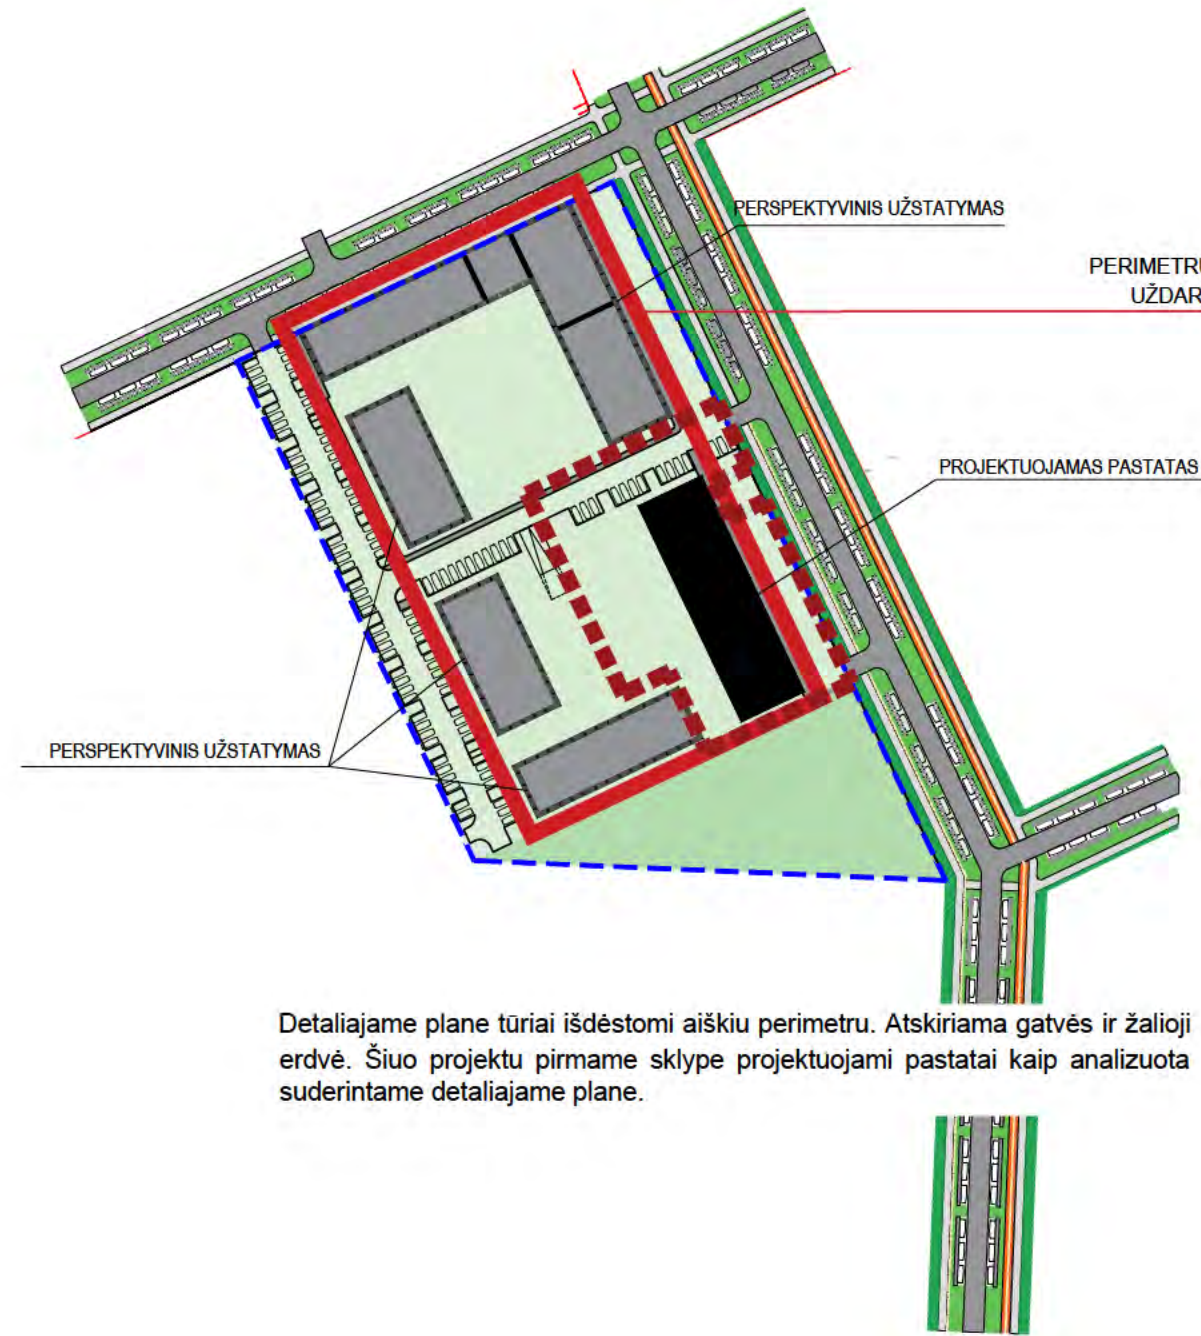 PERSPEKTYVINIS UŽSTATYMAS
PERIMETRU
UŽDAR
PROJEKTUOJAMAS PASTATAS
PERSPEKTYVINIS UŽSTATYMAS
Detaliajame plane tūriai išdėstomi aiškiu perimetru. Atskiriama gatvės ir žalioji
erdvė. Šiuo projektu pirmame sklype projektuojami pastatai kaip analizuota
suderintame detaliajame plane.